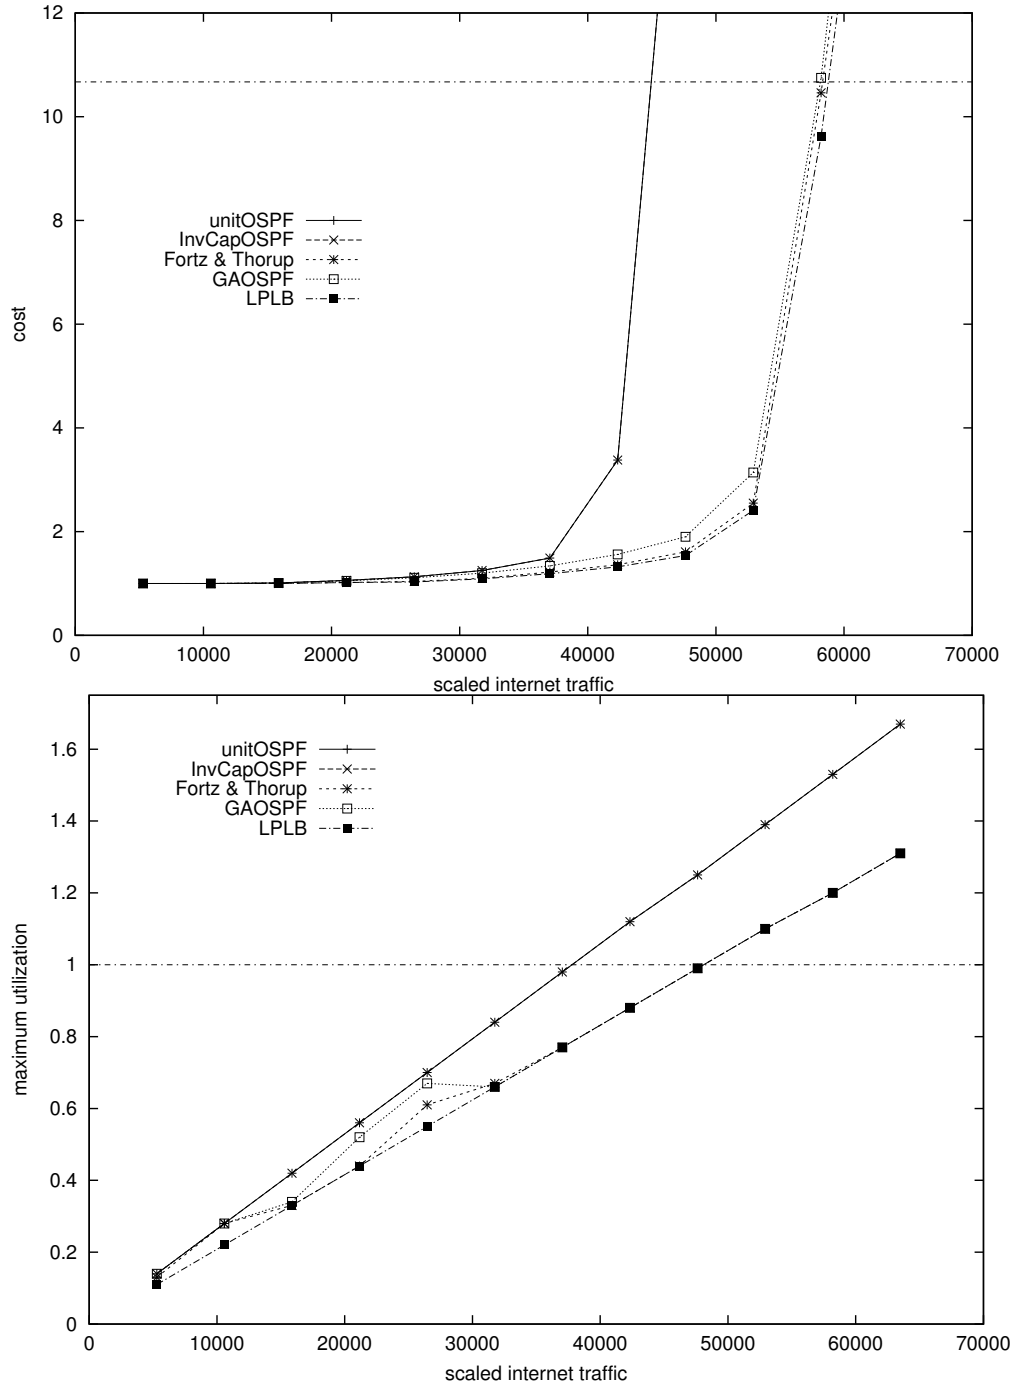 12
10
8
6
4
2
0
cost
unitOSPF
InvCapOSPF
Fortz & Thorup
GAOSPF
LPLB
0 10000 20000 30000 40000 50000 60000 70000
scaled internet traffic
1.6
1.4
1.2
1
0.8
0.6
0.4
0.2
0
maximum utilization
unitOSPF
InvCapOSPF
Fortz & Thorup
GAOSPF
LPLB
0 10000 20000 30000 40000 50000 60000 70000
scaled internet traffic